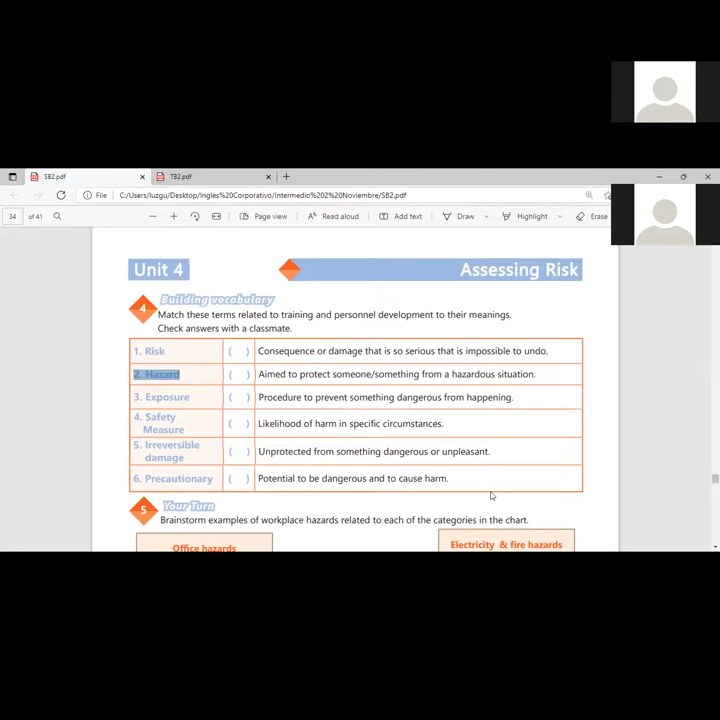 SB2.pdf
TB2.pdf
File C:/Users/luzgu/Desktop/Ingles%20Corporativo/Intermedio%202%20Noviembre/SB2.pdf
34 of 41 Page view Read aloud Add text Draw Highlight Erase
Unit 4 Assessing Risk
4 Building vocabulary
Match these terms related to training and personnel development to their meanings.
Check answers with a classmate.
1. Risk ( ) Consequence or damage that is so serious that is impossible to undo.
2. Hazard ( ) Aimed to protect someone/something from a hazardous situation.
3. Exposure ( ) Procedure to prevent something dangerous from happening.
4. Safety
Measure ( ) Likelihood of harm in specific circumstances.
5. Irreversible
damage ( ) Unprotected from something dangerous or unpleasant.
6. Precautionary ( ) Potential to be dangerous and to cause harm.
5 Your Turn
Brainstorm examples of workplace hazards related to each of the categories in the chart.
Office hazards
Electricity & fire hazards